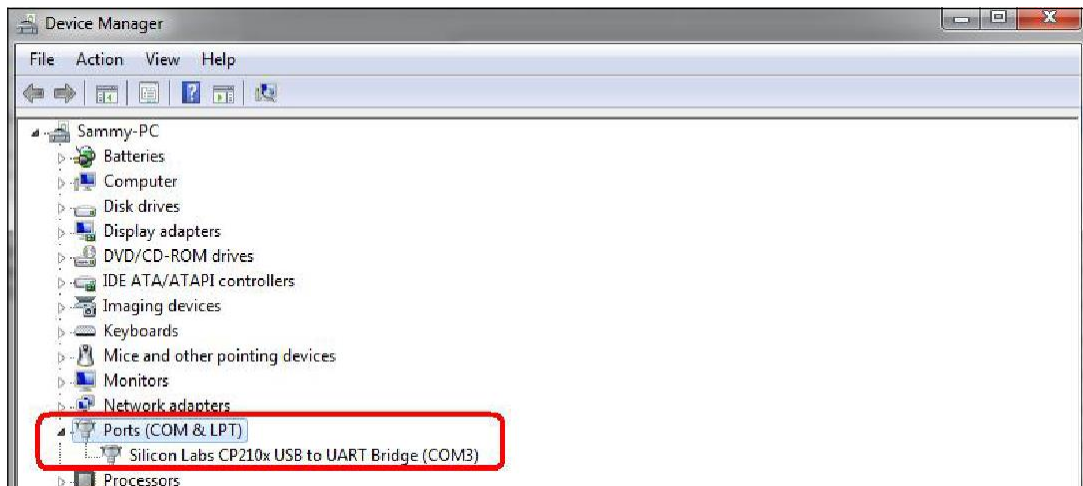 Device Manager
File Action View Help
Sammy-PC
Batteries
Computer
Disk drives
Display adapters
DVD/CD-ROM drives
IDE ATA/ATAPI controllers
Imaging devices
Keyboards
Mice and other pointing devices
Monitors
Network adapters
Ports (COM & LPT)
Silicon Labs CP210x USB to UART Bridge (COM3)
Processors